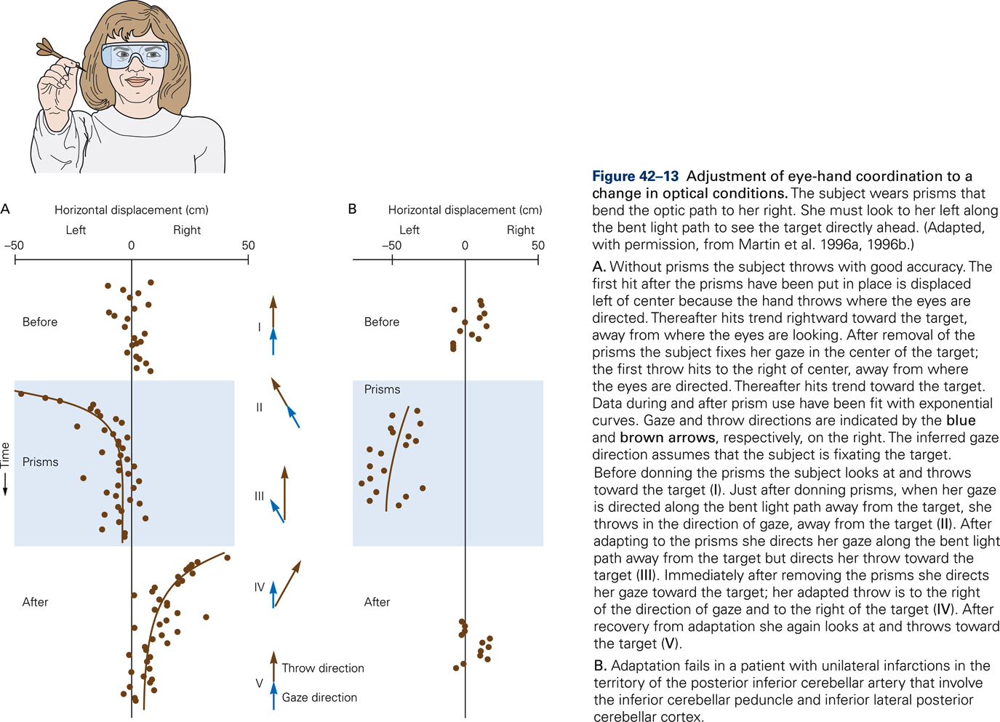 A
Horizontal displacement (cm)
Left Right
–50 0 50
Before
Prisms
After
Time
I
II
III
IV
V
Throw direction
Gaze direction
B
Horizontal displacement (cm)
Left Right
–50 0 50
Before
Prisms
After
Figure 42–13 Adjustment of eye-hand coordination to a
change in optical conditions. The subject wears prisms that
bend the optic path to her right. She must look to her left along
the bent light path to see the target directly ahead. (Adapted,
with permission, from Martin et al. 1996a, 1996b.)
A. Without prisms the subject throws with good accuracy. The
first hit after the prisms have been put in place is displaced
left of center because the hand throws where the eyes are
directed. Thereafter hits trend rightward toward the target,
away from where the eyes are looking. After removal of the
prisms the subject fixes her gaze in the center of the target;
the first throw hits to the right of center, away from where
the eyes are directed. Thereafter hits trend toward the target.
Data during and after prism use have been fit with exponential
curves. Gaze and throw directions are indicated by the blue
and brown arrows, respectively, on the right. The inferred gaze
direction assumes that the subject is fixating the target.
Before donning the prisms the subject looks at and throws
toward the target (I). Just after donning prisms, when her gaze
is directed along the bent light path away from the target, she
throws in the direction of gaze, away from the target (II). After
adapting to the prisms she directs her gaze along the bent light
path away from the target but directs her throw toward the
target (III). Immediately after removing the prisms she directs
her gaze toward the target; her adapted throw is to the right
of the direction of gaze and to the right of the target (IV). After
recovery from adaptation she again looks at and throws toward
the target (V).
B. Adaptation fails in a patient with unilateral infarctions in the
territory of the posterior inferior cerebellar artery that involve
the inferior cerebellar peduncle and inferior lateral posterior
cerebellar cortex.